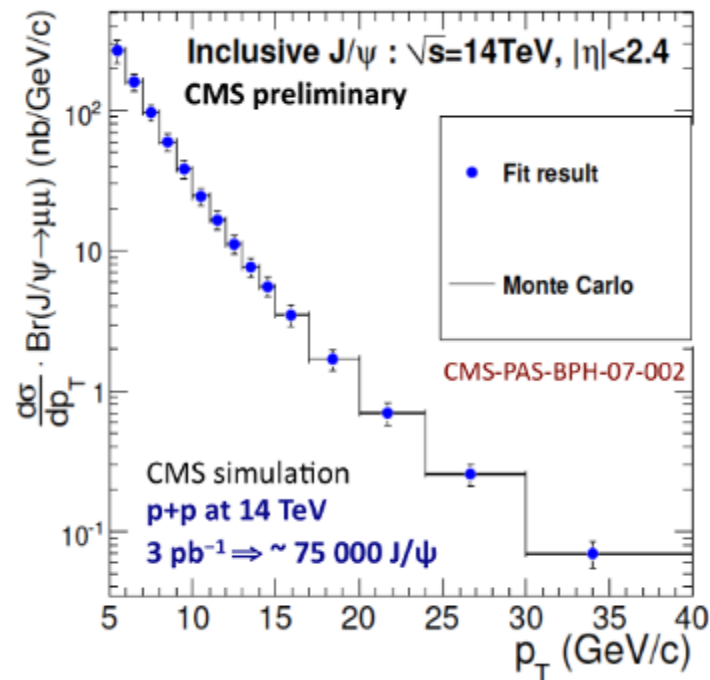 Inclusive J/ψ : √s=14TeV, |η|<2.4
CMS preliminary
Fit result
Monte Carlo
CMS-PAS-BPH-07-002
CMS simulation
p+p at 14 TeV
3 pb⁻¹ ⇒ ~ 75 000 J/ψ
dσ/dp_T · Br(J/ψ→μμ) (nb/GeV/c)
10²
10
1
10⁻¹
5 10 15 20 25 30 35 40
p_T (GeV/c)